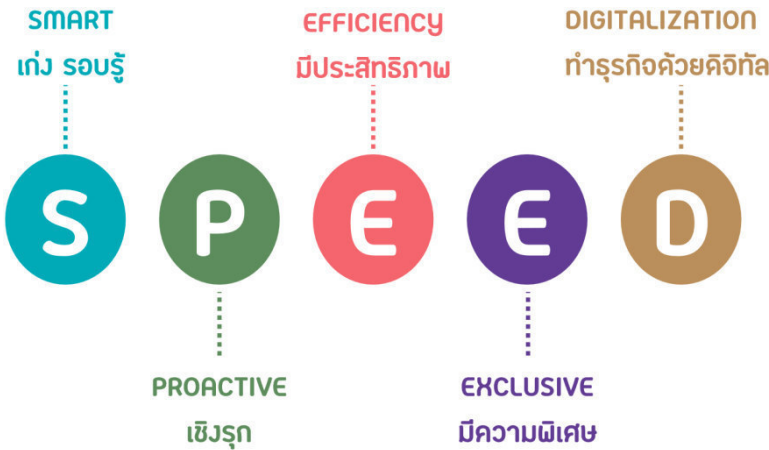 SMART
เก่ง รอบรู้
EFFICIENCY
มีประสิทธิภาพ
DIGITALIZATION
ทำธุรกิจด้วยดิจิทัล
S P E E D
PROACTIVE
เชิงรุก
EXCLUSIVE
มีความพิเศษ